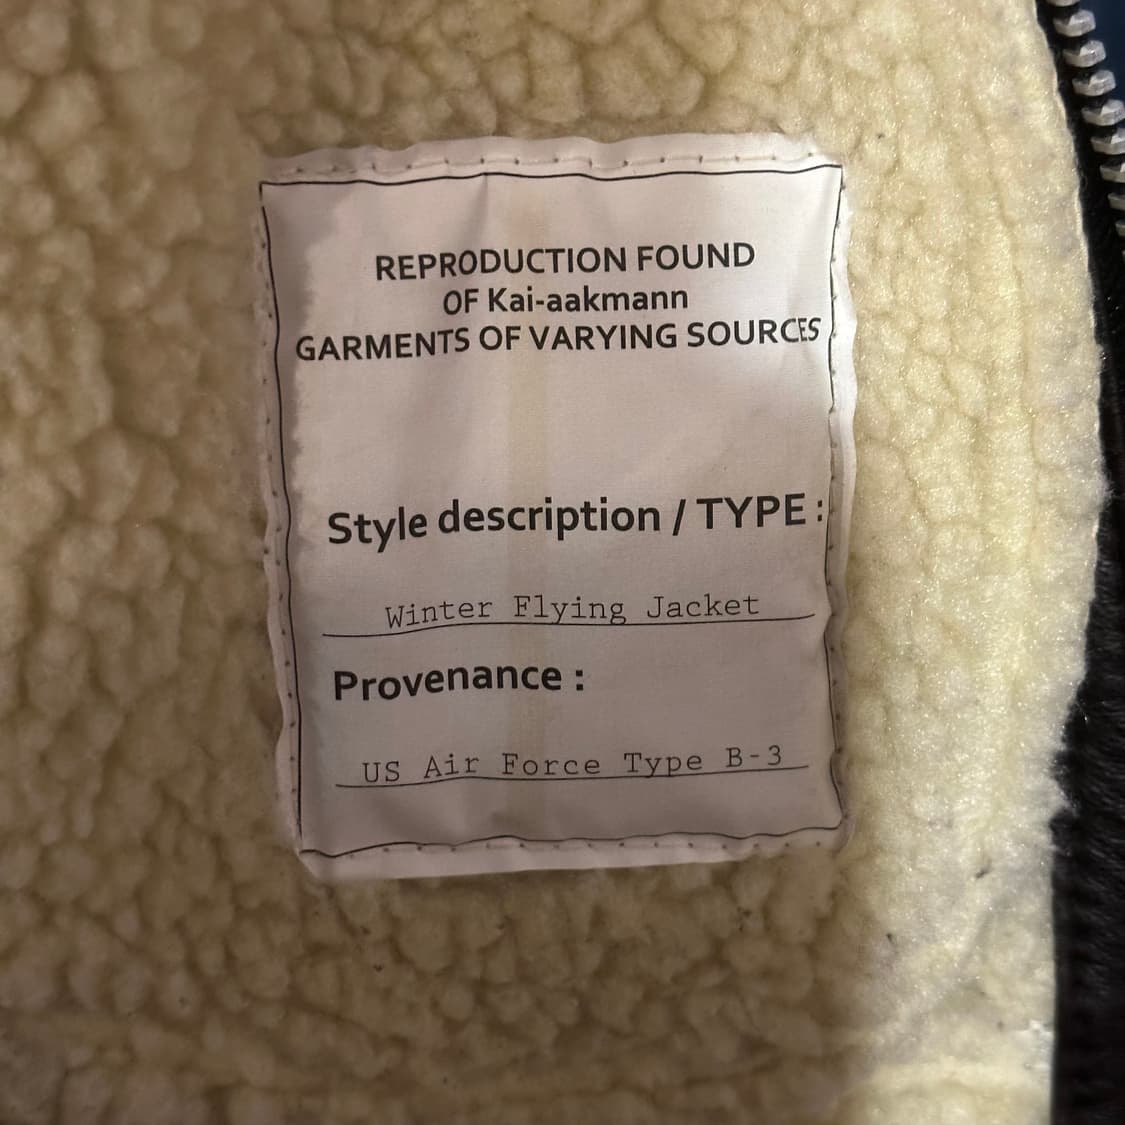 REPRODUCTION FOUND
OF Kai-aakmann
GARMENTS OF VARYING SOURCES
Style description / TYPE :
Winter Flying Jacket
Provenance :
US Air Force Type B-3